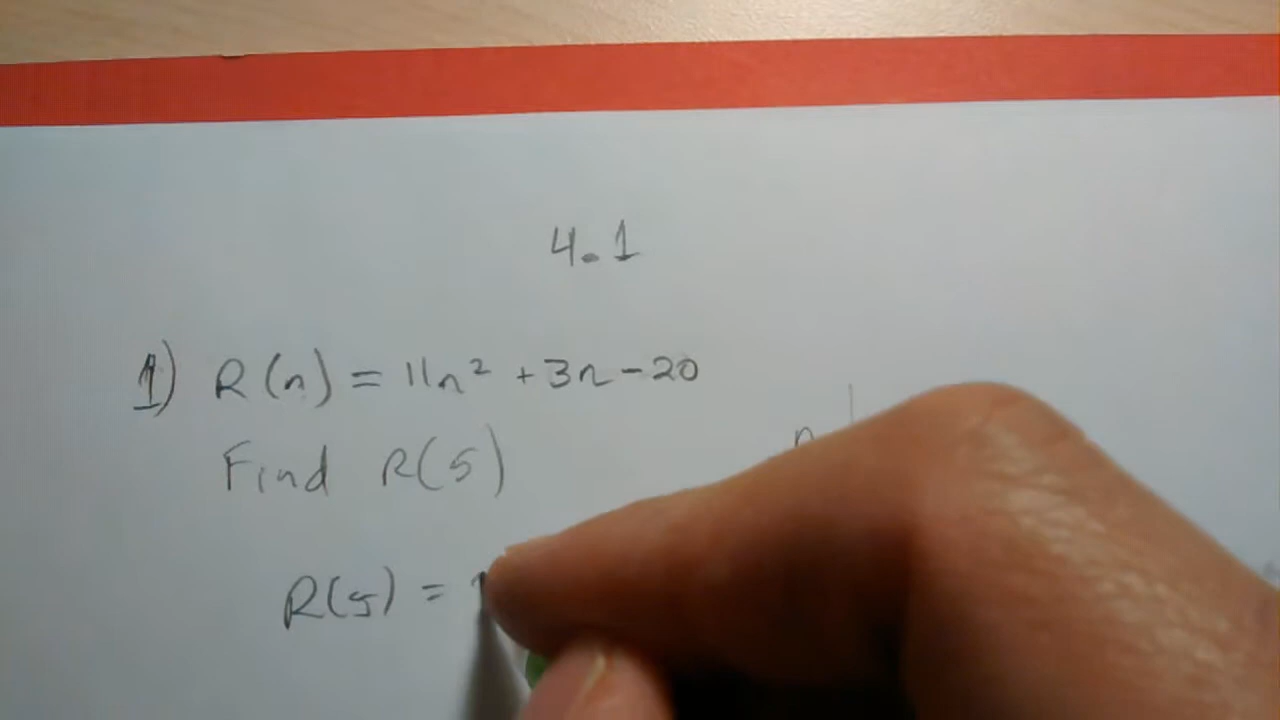 4.1
1) R(n) = 11n² + 3n - 20
n
Find R(5)
R(5) =